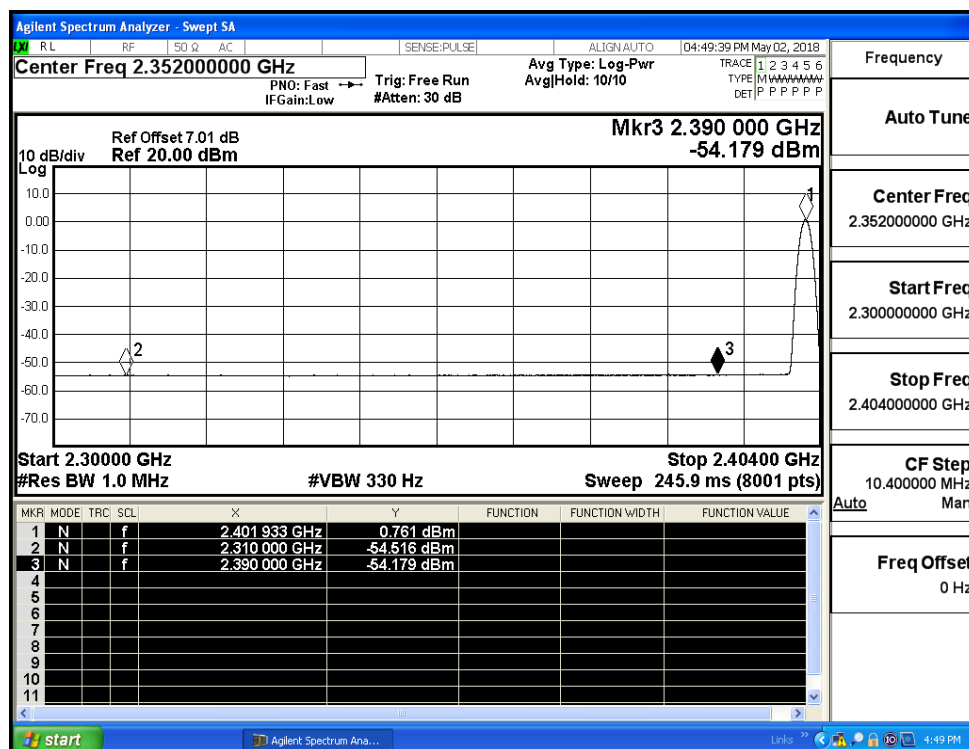 Agilent Spectrum Analyzer - Swept SA
LXI RL RF 50 Ω AC SENSE:PULSE ALIGN AUTO 04:49:39 PM May 02, 2018
Center Freq 2.352000000 GHz
PNO: Fast
IFGain:Low
Trig: Free Run
#Atten: 30 dB
Avg Type: Log-Pwr
Avg|Hold: 10/10
TRACE 1 2 3 4 5 6
TYPE M W W W W W
DET P P P P P P
Ref Offset 7.01 dB
10 dB/div Ref 20.00 dBm
Log
Mkr3 2.390 000 GHz
-54.179 dBm
10.0
0.00
-10.0
-20.0
-30.0
-40.0
-50.0
-60.0
-70.0
1
2
3
Start 2.30000 GHz Stop 2.40400 GHz
#Res BW 1.0 MHz #VBW 330 Hz Sweep 245.9 ms (8001 pts)
MKR MODE TRC SCL X Y FUNCTION FUNCTION WIDTH FUNCTION VALUE
1 N f 2.401 933 GHz 0.761 dBm
2 N f 2.310 000 GHz -54.516 dBm
3 N f 2.390 000 GHz -54.179 dBm
4
5
6
7
8
9
10
11
Frequency
Auto Tune
Center Freq
2.352000000 GHz
Start Freq
2.300000000 GHz
Stop Freq
2.404000000 GHz
CF Step
10.400000 MHz
Auto Man
Freq Offset
0 Hz
start Agilent Spectrum Ana... Links 4:49 PM